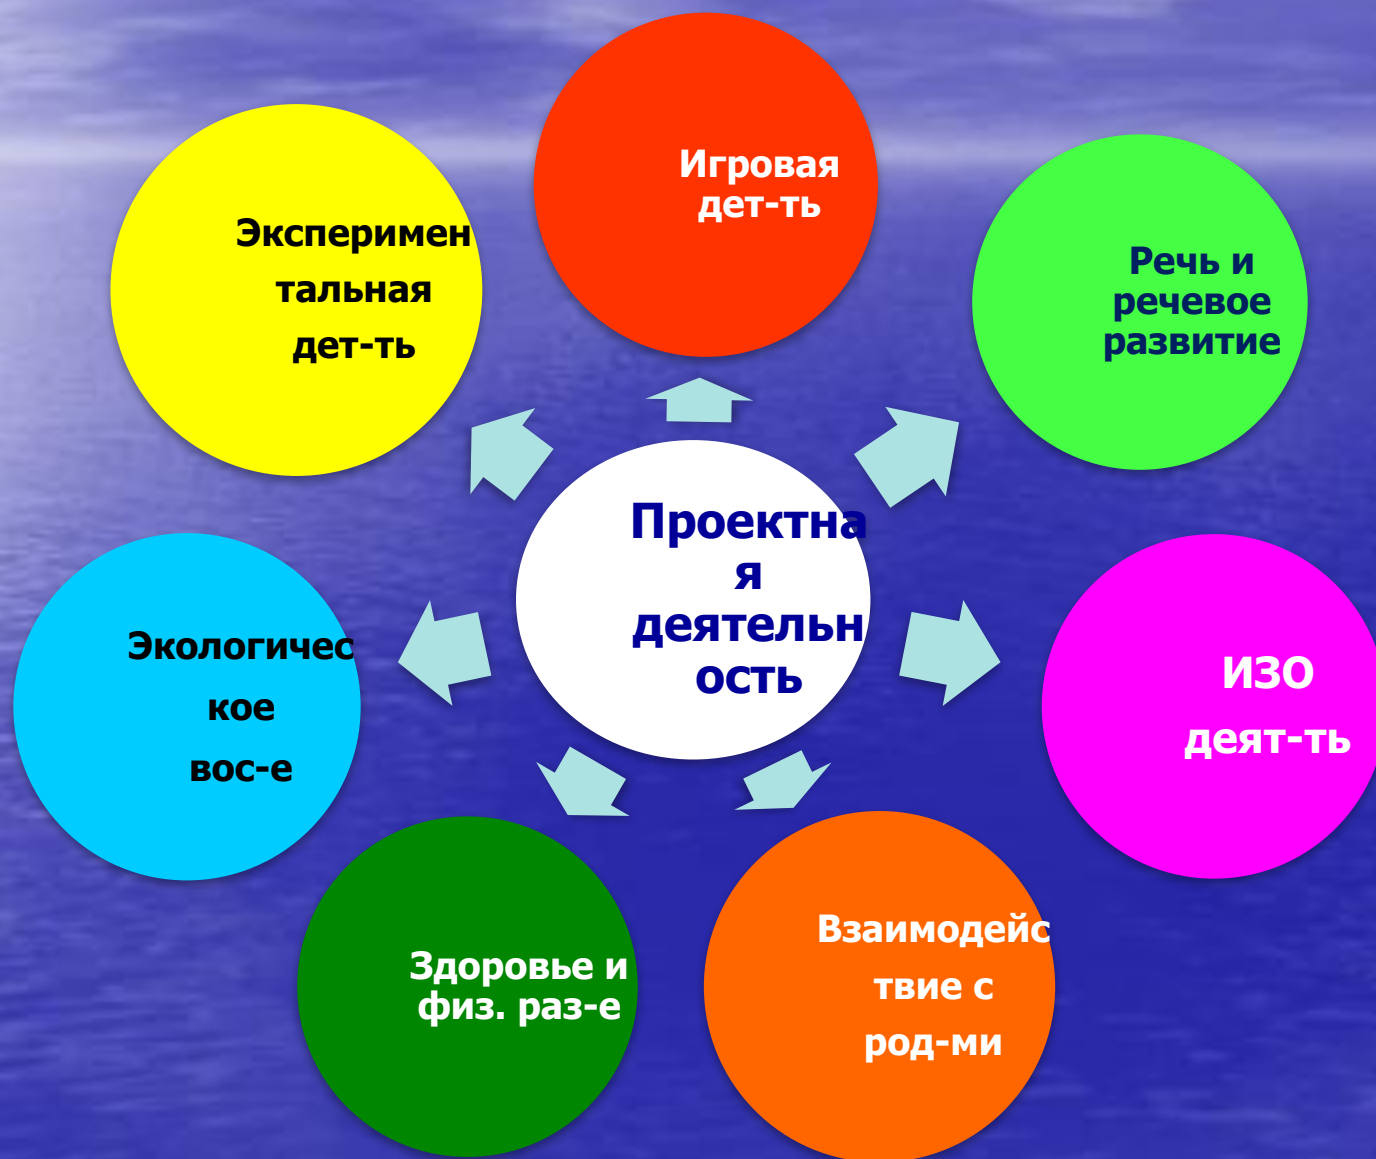 Игровая
дет-ть
Эксперимен
тальная
дет-ть
Речь и
речевое
развитие
Проектна
я
деятельн
ость
Экологичес
кое
вос-е
ИЗО
деят-ть
Здоровье и
физ. раз-е
Взаимодейс
твие с
род-ми